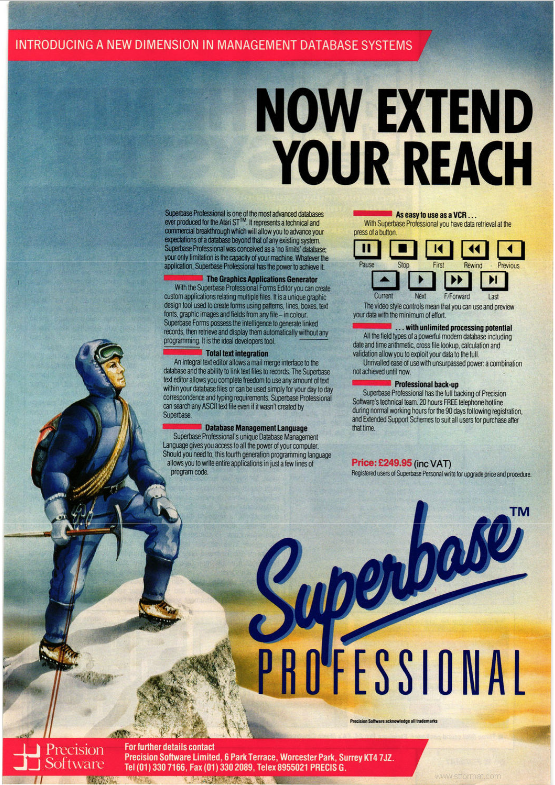 INTRODUCING A NEW DIMENSION IN MANAGEMENT DATABASE SYSTEMS
NOW EXTEND
YOUR REACH
Superbase Professional is one of the most advanced databases
ever produced for the Atari ST™. It represents a technical and
commercial breakthrough which will allow you to advance your
expectations of a database beyond that of any existing system.
Superbase Professional was conceived as a 'no limits' database;
your only limitation is the capacity of your machine. Whatever the
application, Superbase Professional has the power to achieve it.
The Graphics Applications Generator
With the Superbase Professional Forms Editor you can create
custom applications relating multiple files. It is a unique graphic
design tool used to create forms using patterns, lines, boxes, text
fonts, graphic images and fields from any file – in colour.
Superbase Forms possess the intelligence to generate linked
records, then retrieve and display them automatically without any
programming. It is the ideal developers tool.
Total text integration
An integral text editor allows a mail merge interface to the
database and the ability to link text files to records. The Superbase
text editor allows you complete freedom to use any amount of text
within your database files or can be used simply for your day to day
correspondence and typing requirements. Superbase Professional
can search any ASCII text file even if it wasn't created by
Superbase.
Database Management Language
Superbase Professional's unique Database Management
Language gives you access to all the power of your computer.
Should you need to, this fourth generation programming language
allows you to write entire applications in just a few lines of
program code.
As easy to use as a VCR . . .
With Superbase Professional you have data retrieval at the
press of a button.
Pause Stop First Rewind Previous
Current Next F/Forward Last
The video style controls mean that you can use and preview
your data with the minimum of effort.
. . . with unlimited processing potential
All the field types of a powerful modern database including
date and time arithmetic, cross file lookup, calculation and
validation allow you to exploit your data to the full.
Unrivalled ease of use with unsurpassed power: a combination
not achieved until now.
Professional back-up
Superbase Professional has the full backing of Precision
Software's technical team. 20 hours FREE telephone hotline
during normal working hours for the 90 days following registration,
and Extended Support Schemes to suit all users for purchase after
that time.
Price: £249.95 (inc VAT)
Registered users of Superbase Personal write for upgrade price and procedure.
Superbase™
PROFESSIONAL
Precision Software acknowledge all trademarks
Precision
Software
For further details contact
Precision Software Limited, 6 Park Terrace, Worcester Park, Surrey KT4 7JZ.
Tel (01) 330 7166, Fax (01) 330 2089, Telex 8955021 PRECIS G.